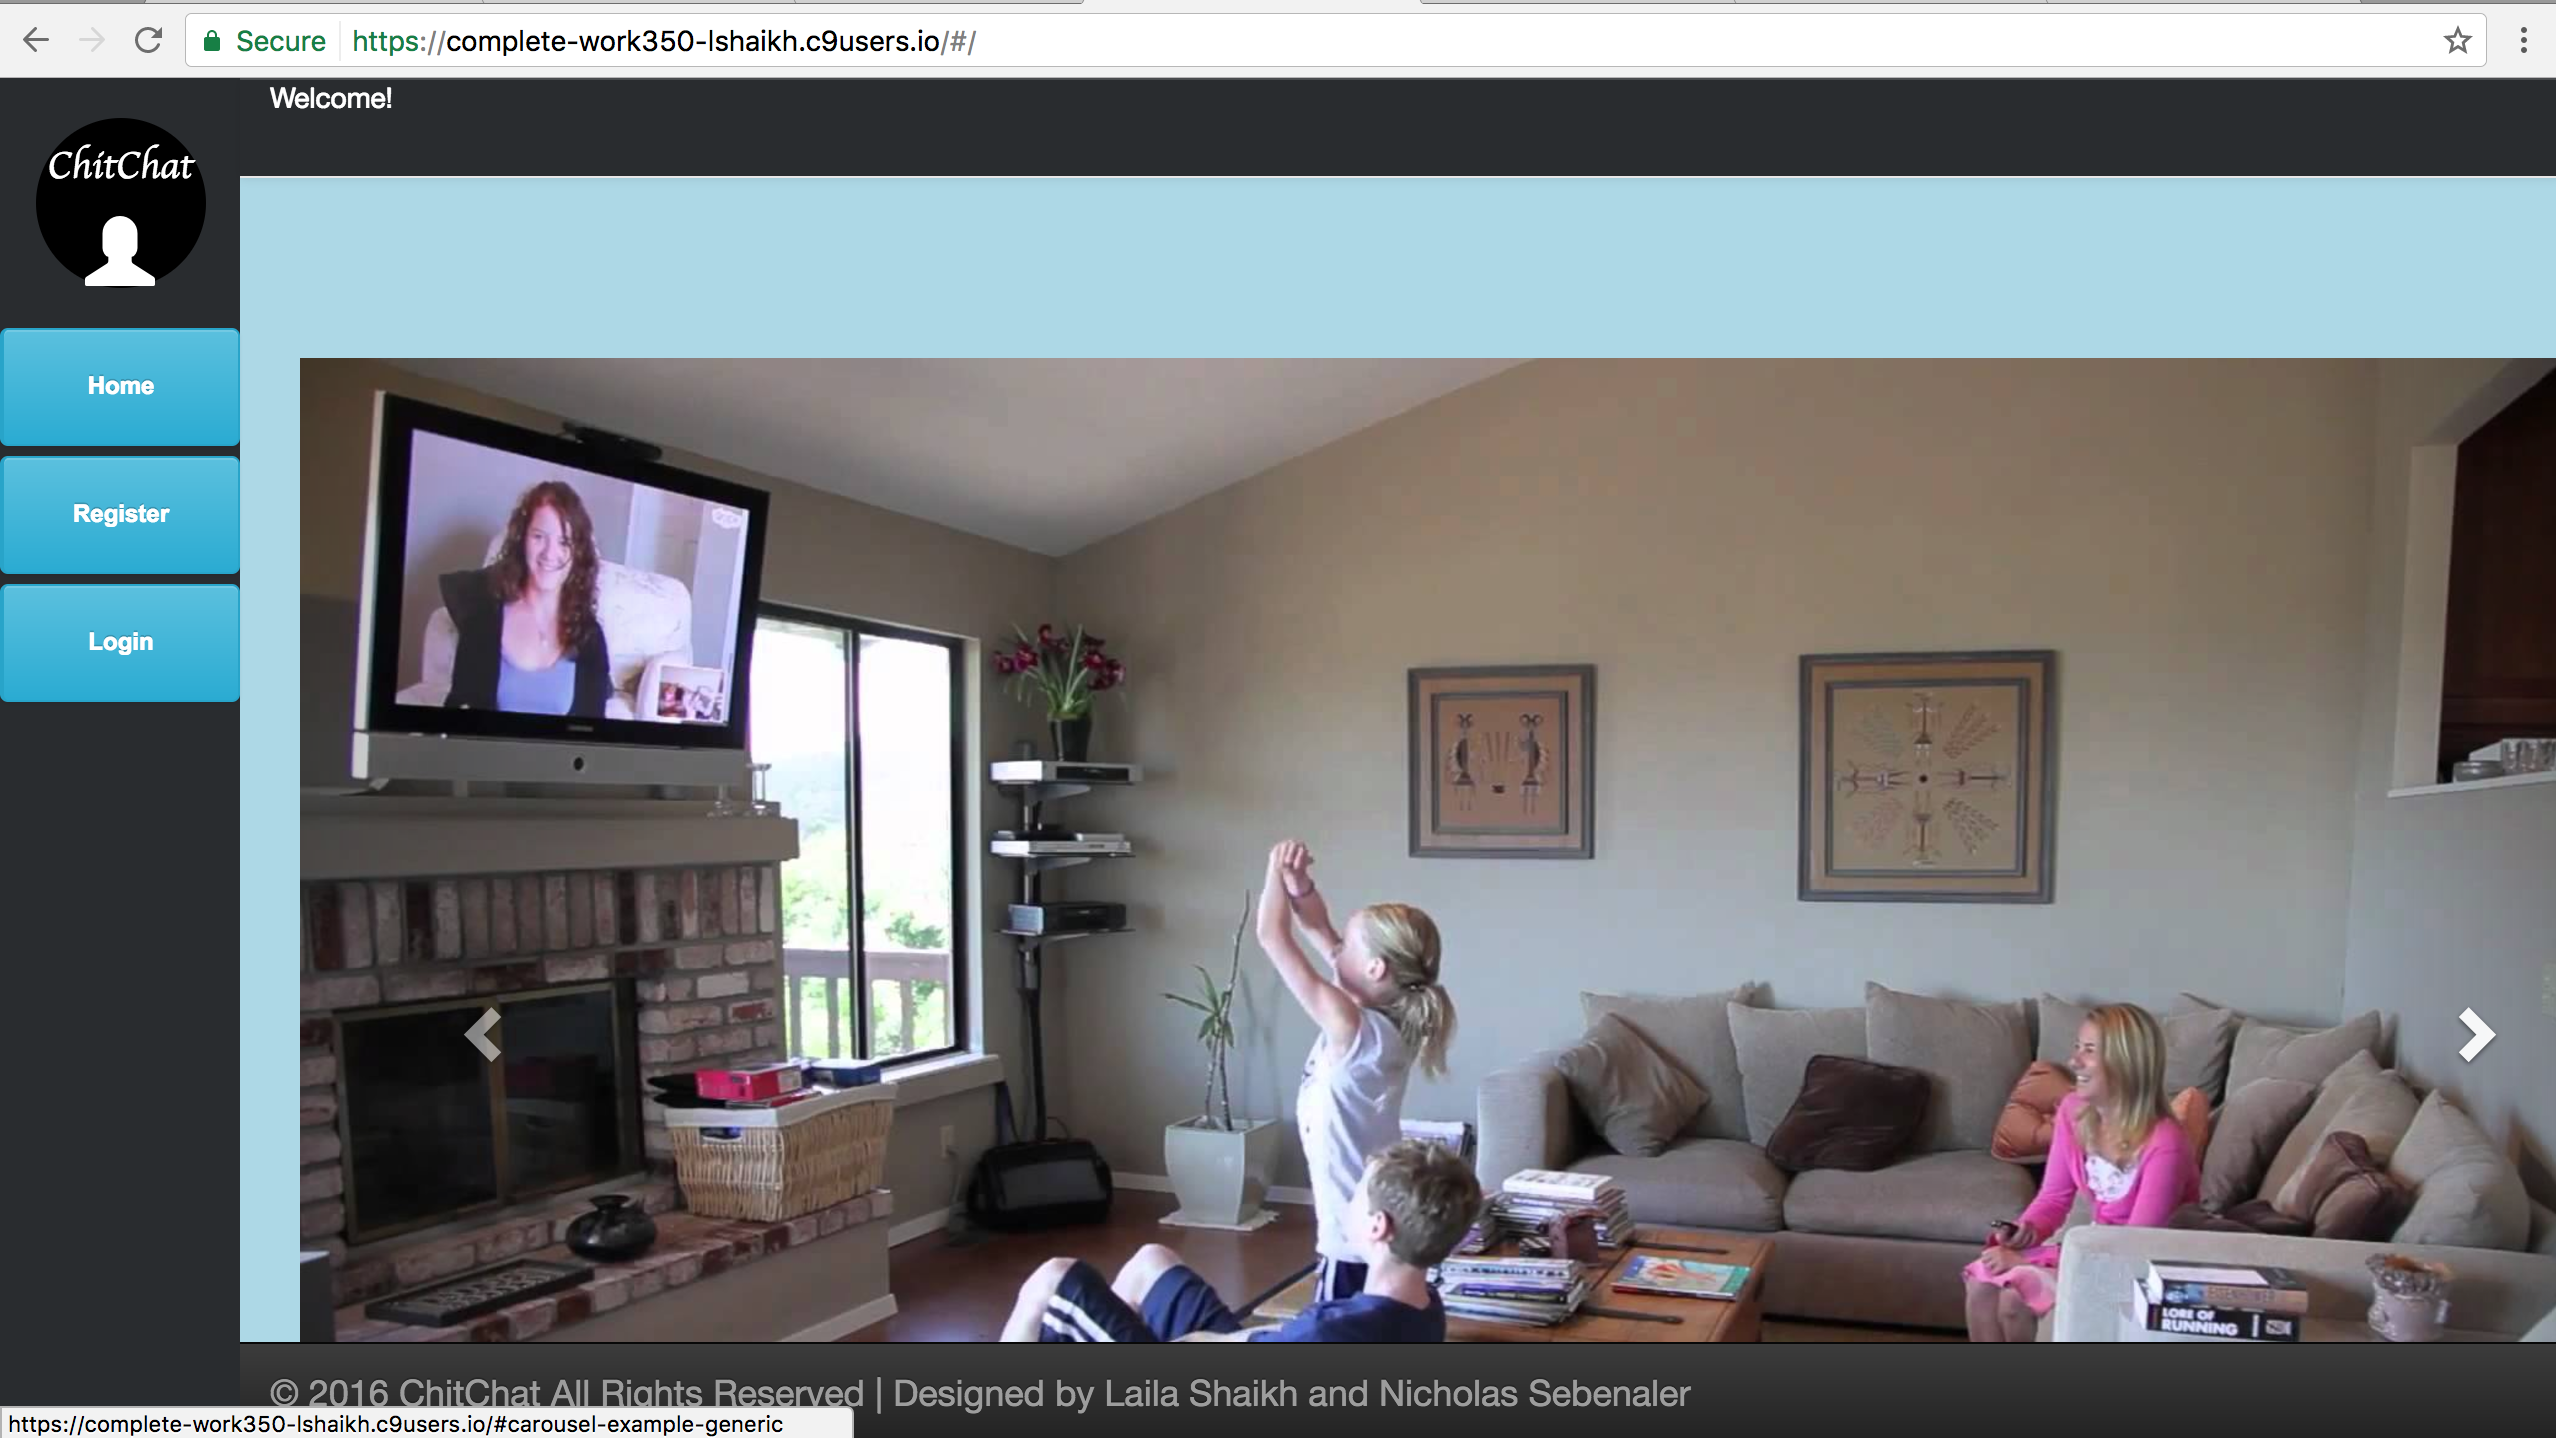 Secure https://complete-work350-lshaikh.c9users.io/#/
Welcome!
ChitChat
Home
Register
Login
LORE OF
RUNNING
© 2016 ChitChat All Rights Reserved | Designed by Laila Shaikh and Nicholas Sebenaler
https://complete-work350-lshaikh.c9users.io/#carousel-example-generic